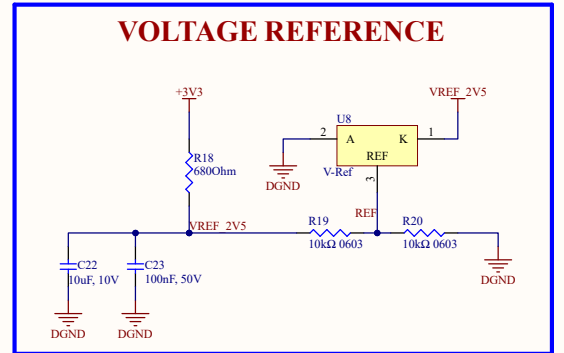 VOLTAGE REFERENCE
+3V3
VREF_2V5
U8
2 A K 1
REF
V-Ref
3
DGND
R18
680Ohm
REF
VREF_2V5
R19
10kΩ 0603
R20
10kΩ 0603
C22
10uF, 10V
C23
100nF, 50V
DGND
DGND
DGND